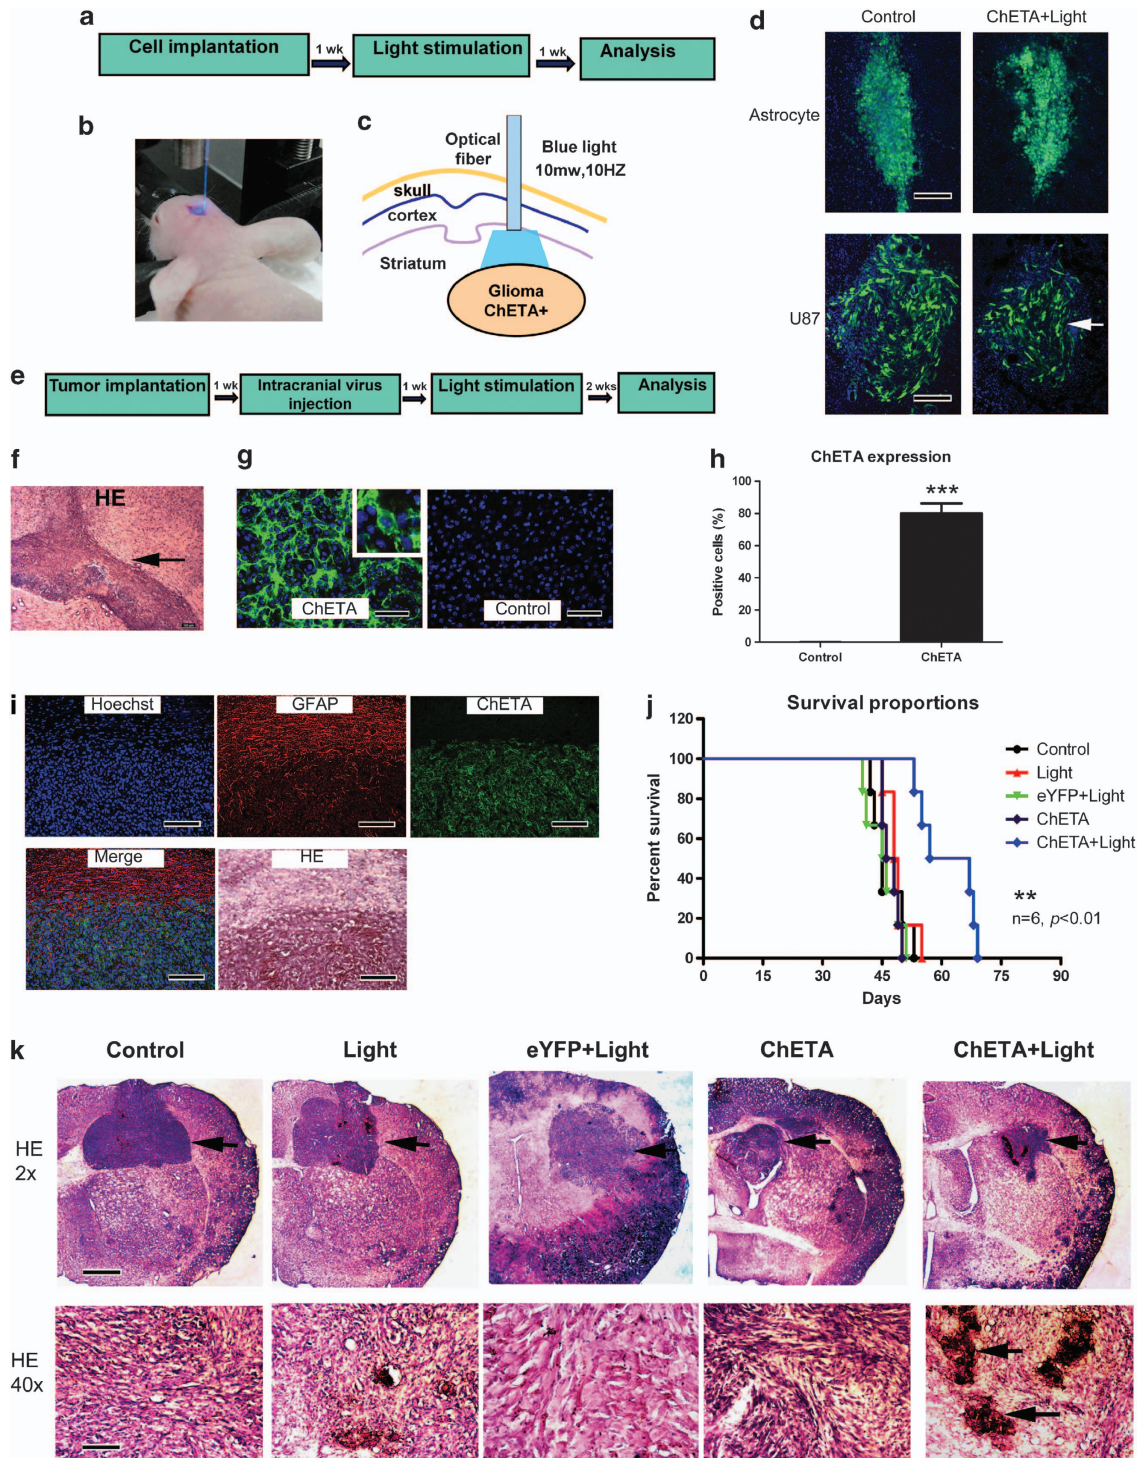 a
Cell implantation
1 wk
Light stimulation
1 wk
Analysis
b
c
Optical
fiber
Blue light
10mw,10HZ
skull
cortex
Striatum
Glioma
ChETA+
d
Control
ChETA+Light
Astrocyte
U87
e
Tumor implantation
1 wk
Intracranial virus
injection
1 wk
Light stimulation
2 wks
Analysis
f
HE
g
ChETA
Control
h
ChETA expression
Positive cells (%)
100
80
60
40
20
0
Control
ChETA
***
i
Hoechst
GFAP
ChETA
Merge
HE
j
Survival proportions
Percent survival
120
100
80
60
40
20
0
0
15
30
45
60
75
90
Days
Control
Light
eYFP+Light
ChETA
ChETA+Light
**
n=6, p<0.01
k
Control
Light
eYFP+Light
ChETA
ChETA+Light
HE
2x
HE
40x